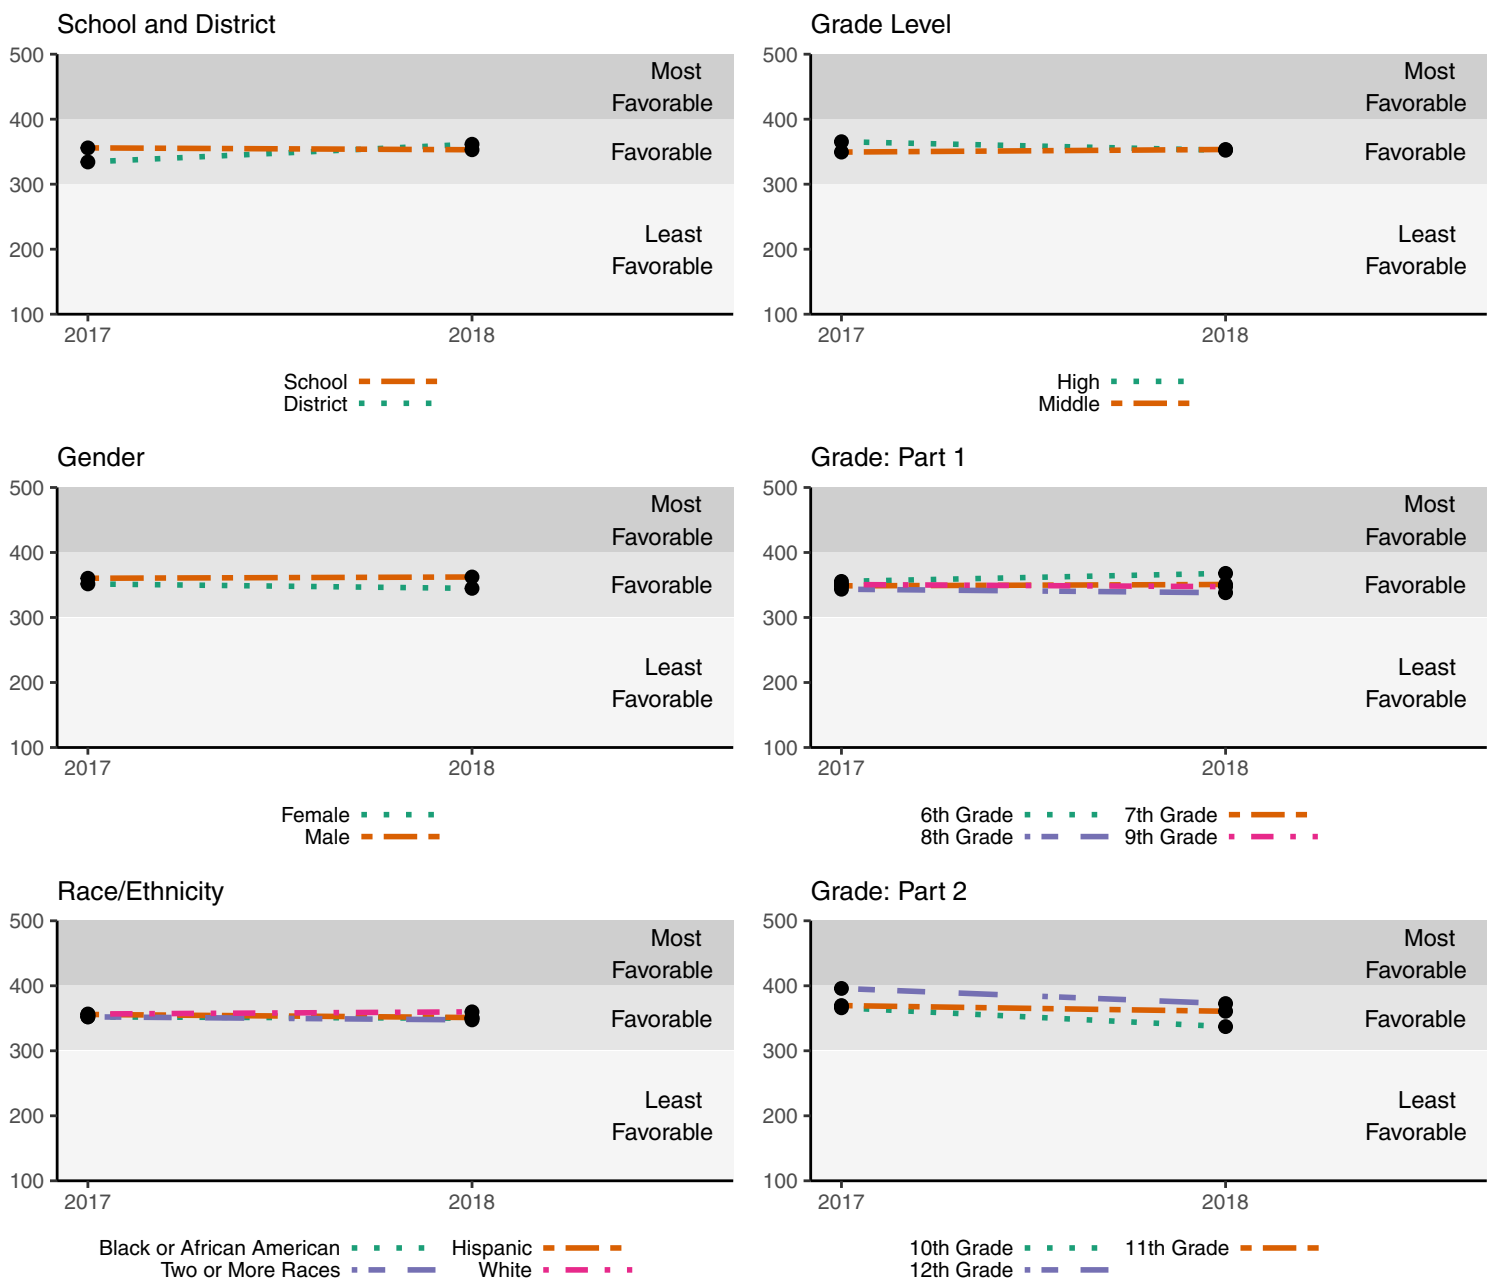 School and District
500
400
300
200
100
Most
Favorable
Favorable
Least
Favorable
2017 2018
School
District
Grade Level
500
400
300
200
100
Most
Favorable
Favorable
Least
Favorable
2017 2018
High
Middle
Gender
500
400
300
200
100
Most
Favorable
Favorable
Least
Favorable
2017 2018
Female
Male
Grade: Part 1
500
400
300
200
100
Most
Favorable
Favorable
Least
Favorable
2017 2018
6th Grade 7th Grade
8th Grade 9th Grade
Race/Ethnicity
500
400
300
200
100
Most
Favorable
Favorable
Least
Favorable
2017 2018
Black or African American Hispanic
Two or More Races White
Grade: Part 2
500
400
300
200
100
Most
Favorable
Favorable
Least
Favorable
2017 2018
10th Grade 11th Grade
12th Grade